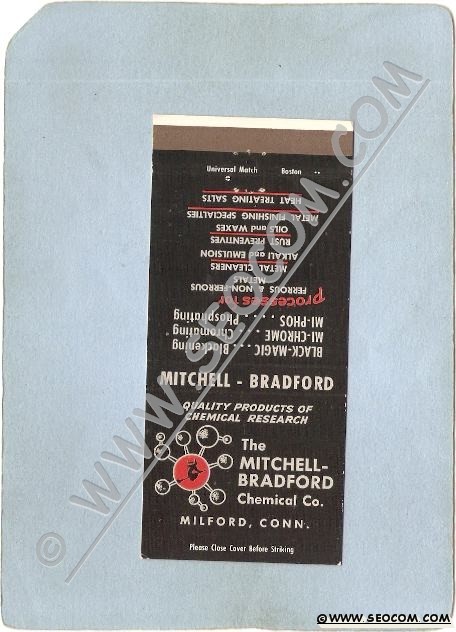 Universal Match Boston
MITCHELL - BRADFORD
BLACK-MAGIC . . . Blackening
MI-CHROME . . . Chromating
MI-PHOS . . . . Phosphating
processes for
FERROUS & NON-FERROUS
METALS
METAL CLEANERS
ALKALI and EMULSION
RUST PREVENTIVES
OILS and WAXES
METAL FINISHING SPECIALTIES
HEAT TREATING SALTS
QUALITY PRODUCTS OF
CHEMICAL RESEARCH
The
MITCHELL-
BRADFORD
Chemical Co.
MILFORD, CONN.
Please Close Cover Before Striking
© WWW.SEOCOM.COM
©WWW.SEOCOM.COM